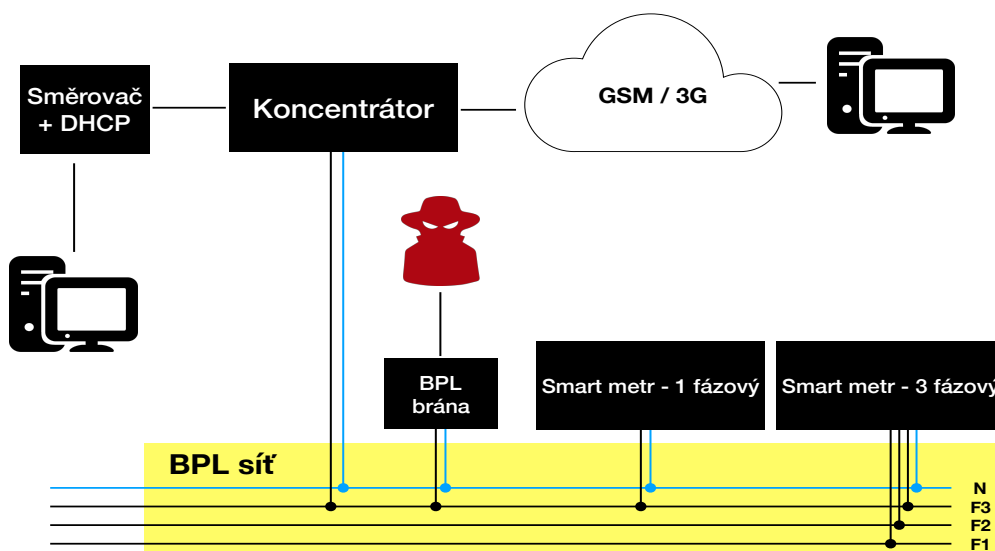 Směrovač
+ DHCP
Koncentrátor
GSM / 3G
BPL
brána
Smart metr - 1 fázový
Smart metr - 3 fázový
BPL síť
N
F3
F2
F1